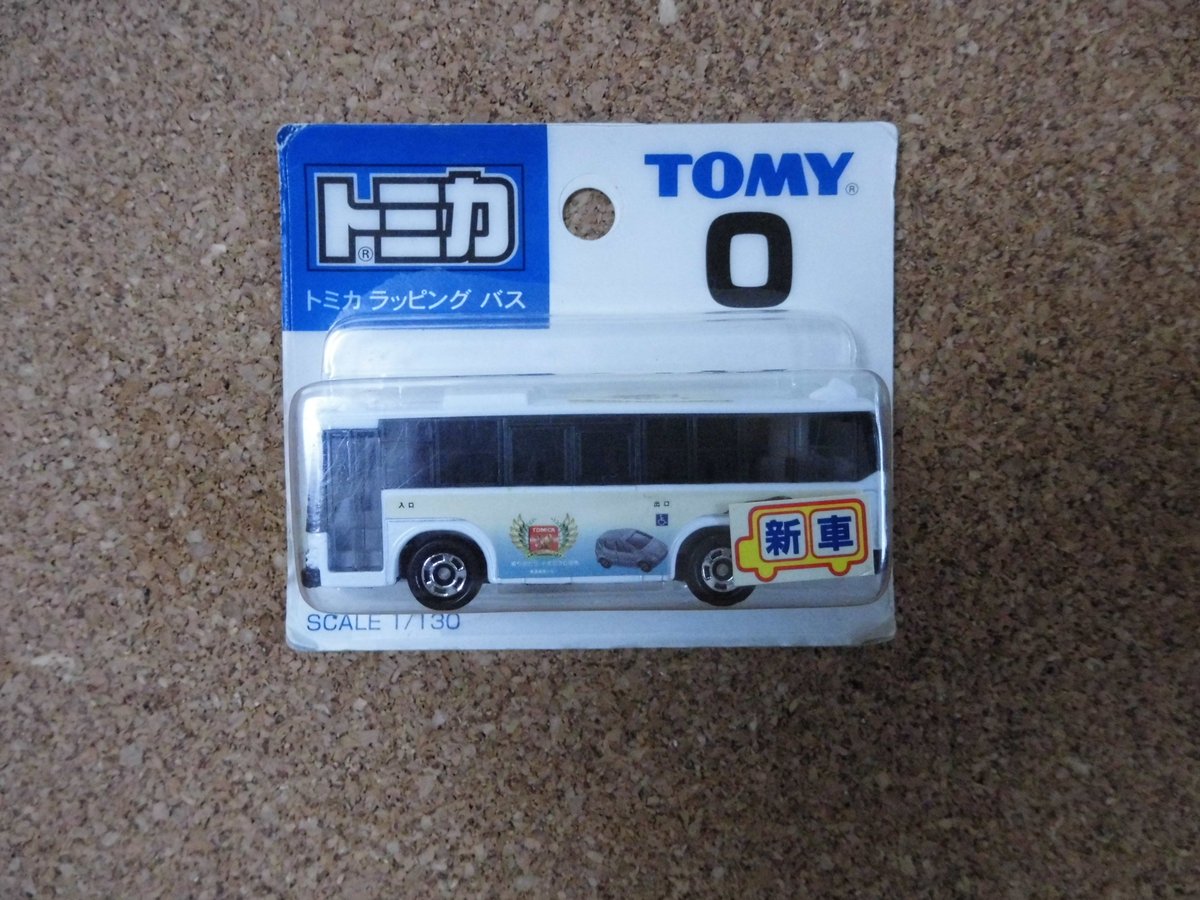 トミカ®
トミカ ラッピング バス
TOMY®
0
入口
出口
TOMICA
新車
SCALE 1/130